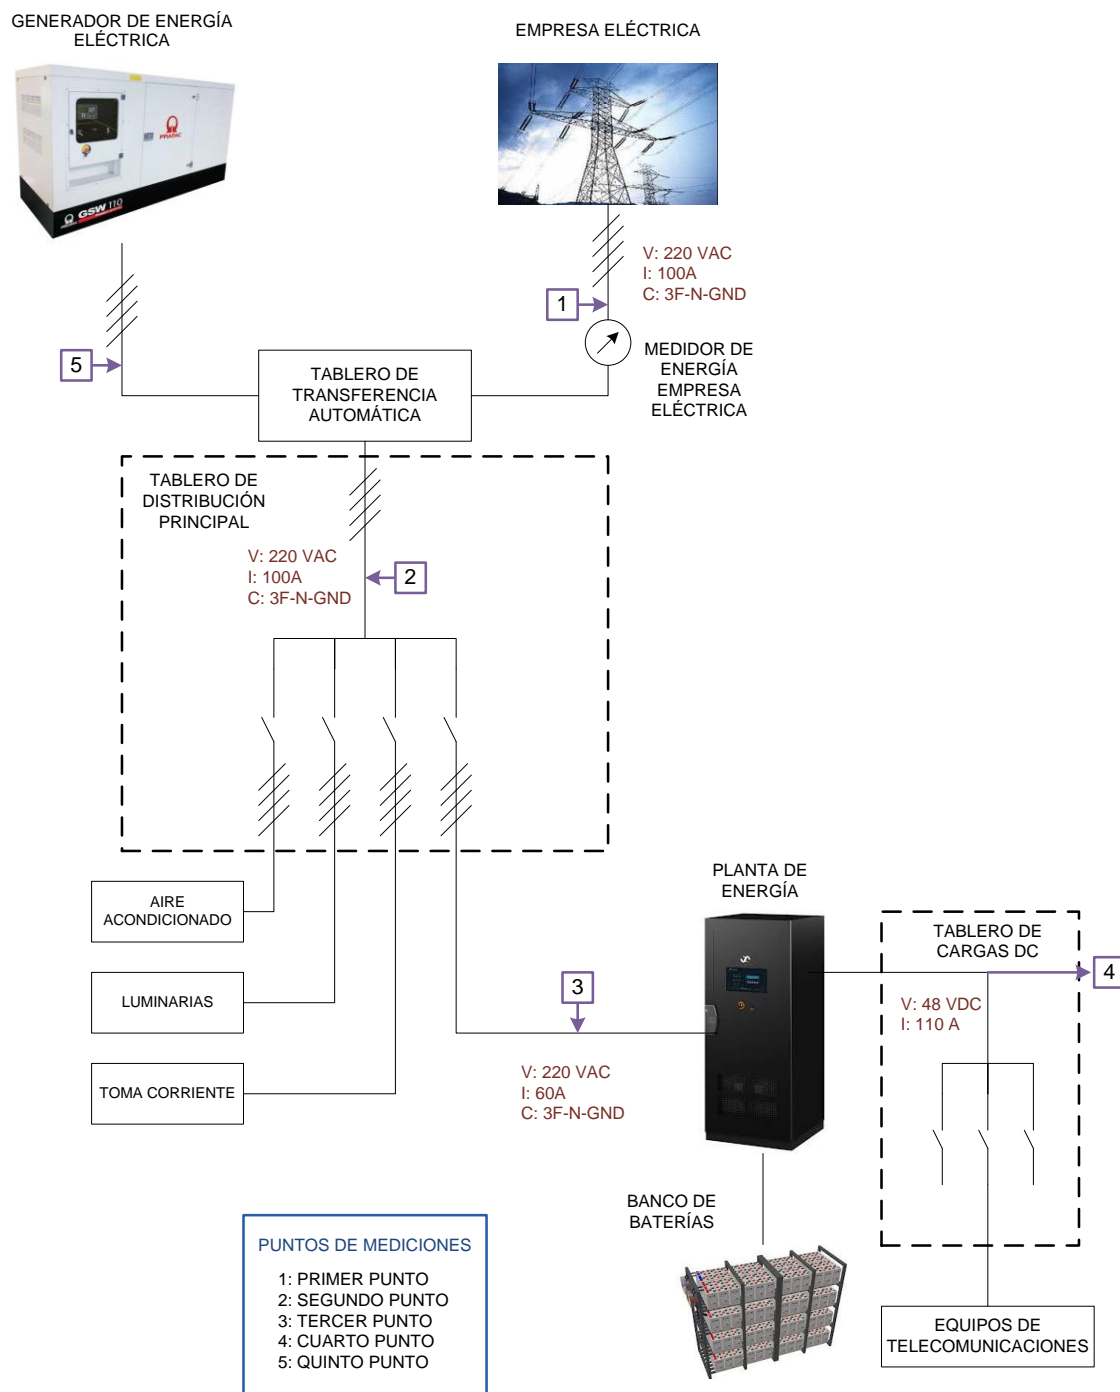 GENERADOR DE ENERGÍA
ELÉCTRICA
EMPRESA ELÉCTRICA
PRAMAC
GSW 110
V: 220 VAC
I: 100A
C: 3F-N-GND
1
5
MEDIDOR DE
ENERGÍA
EMPRESA
ELÉCTRICA
TABLERO DE
TRANSFERENCIA
AUTOMÁTICA
TABLERO DE
DISTRIBUCIÓN
PRINCIPAL
V: 220 VAC
I: 100A
C: 3F-N-GND
2
AIRE
ACONDICIONADO
LUMINARIAS
TOMA CORRIENTE
3
V: 220 VAC
I: 60A
C: 3F-N-GND
PLANTA DE
ENERGÍA
TABLERO DE
CARGAS DC
4
V: 48 VDC
I: 110 A
BANCO DE
BATERÍAS
EQUIPOS DE
TELECOMUNICACIONES
PUNTOS DE MEDICIONES
1: PRIMER PUNTO
2: SEGUNDO PUNTO
3: TERCER PUNTO
4: CUARTO PUNTO
5: QUINTO PUNTO